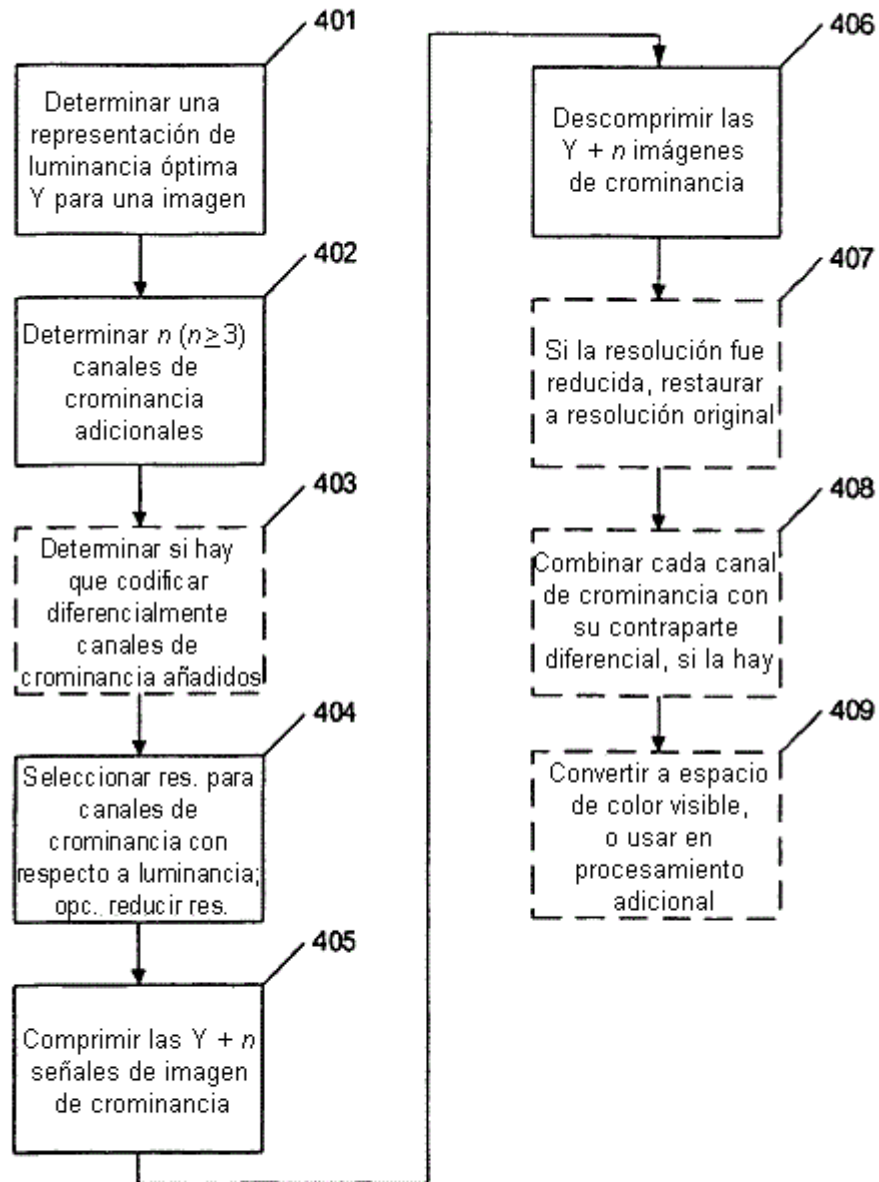 401
Determinar una
representación de
luminancia óptima
Y para una imagen
402
Determinar n (n≥3)
canales de
crominancia
adicionales
403
Determinar si hay
que codificar
diferencialmente
canales de
crominancia añadidos
404
Seleccionar res. para
canales de
crominancia con
respecto a luminancia;
opc. reducir res.
405
Comprimir las Y + n
señales de imagen
de crominancia
406
Descomprimir las
Y + n imágenes
de crominancia
407
Si la resolución fue
reducida, restaurar
a resolución original
408
Combinar cada canal
de crominancia con
su contraparte
diferencial, si la hay
409
Convertir a espacio
de color visible,
o usar en
procesamiento
adicional